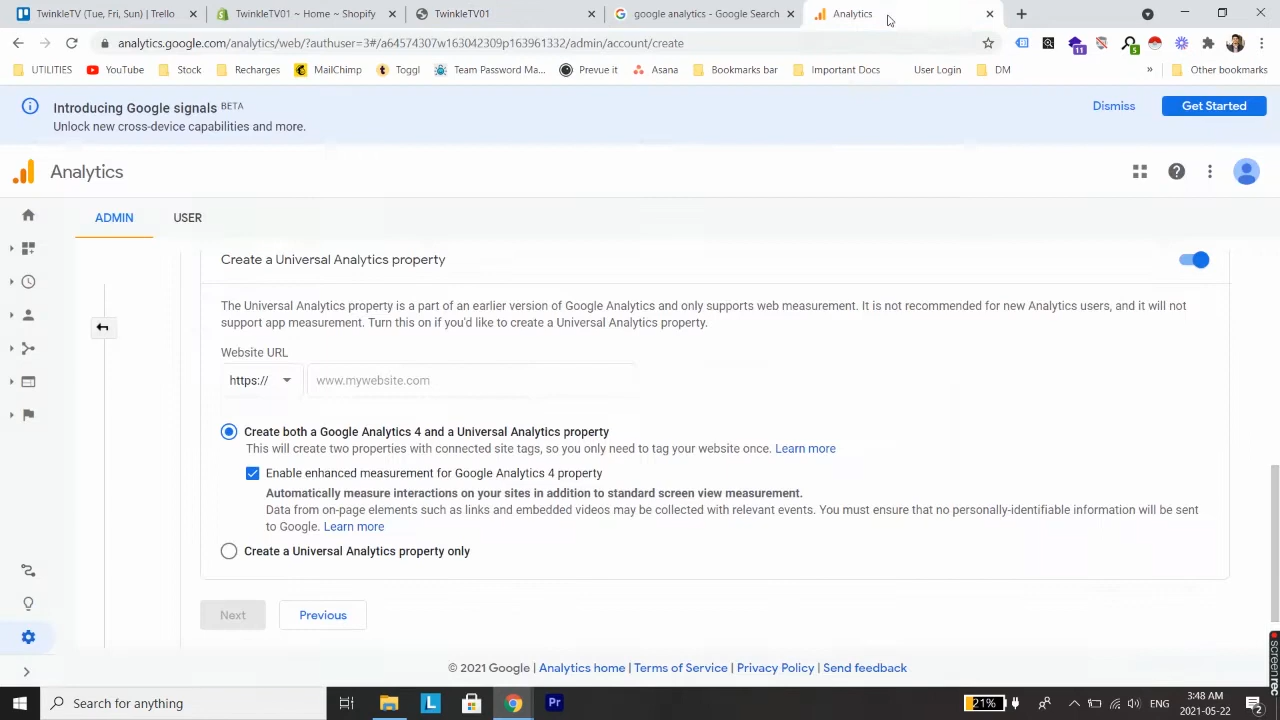 TwinkleTV (Tue, Fri, Sun) | Trello
TwinkleTV01 ~ Home ~ Shopify
TwinkleTV01
google analytics - Google Search
Analytics
analytics.google.com/analytics/web/?authuser=3#/a64574307w163042309p163961332/admin/account/create
11
5
UTILITIES
YouTube
Stock
Recharges
MailChimp
Toggl
Team Password Ma...
Prevue it
Asana
Bookmarks bar
Important Docs
User Login
DM
»
Other bookmarks
Introducing Google signals BETA
Unlock new cross-device capabilities and more.
Dismiss
Get Started
Analytics
ADMIN
USER
Create a Universal Analytics property
The Universal Analytics property is a part of an earlier version of Google Analytics and only supports web measurement. It is not recommended for new Analytics users, and it will not
support app measurement. Turn this on if you'd like to create a Universal Analytics property.
Website URL
https://
www.mywebsite.com
Create both a Google Analytics 4 and a Universal Analytics property
This will create two properties with connected site tags, so you only need to tag your website once. Learn more
Enable enhanced measurement for Google Analytics 4 property
Automatically measure interactions on your sites in addition to standard screen view measurement.
Data from on-page elements such as links and embedded videos may be collected with relevant events. You must ensure that no personally-identifiable information will be sent
to Google. Learn more
Create a Universal Analytics property only
Next
Previous
© 2021 Google | Analytics home | Terms of Service | Privacy Policy | Send feedback
screenrec
Search for anything
L
Pr
21%
ENG
3:48 AM
2021-05-22
2